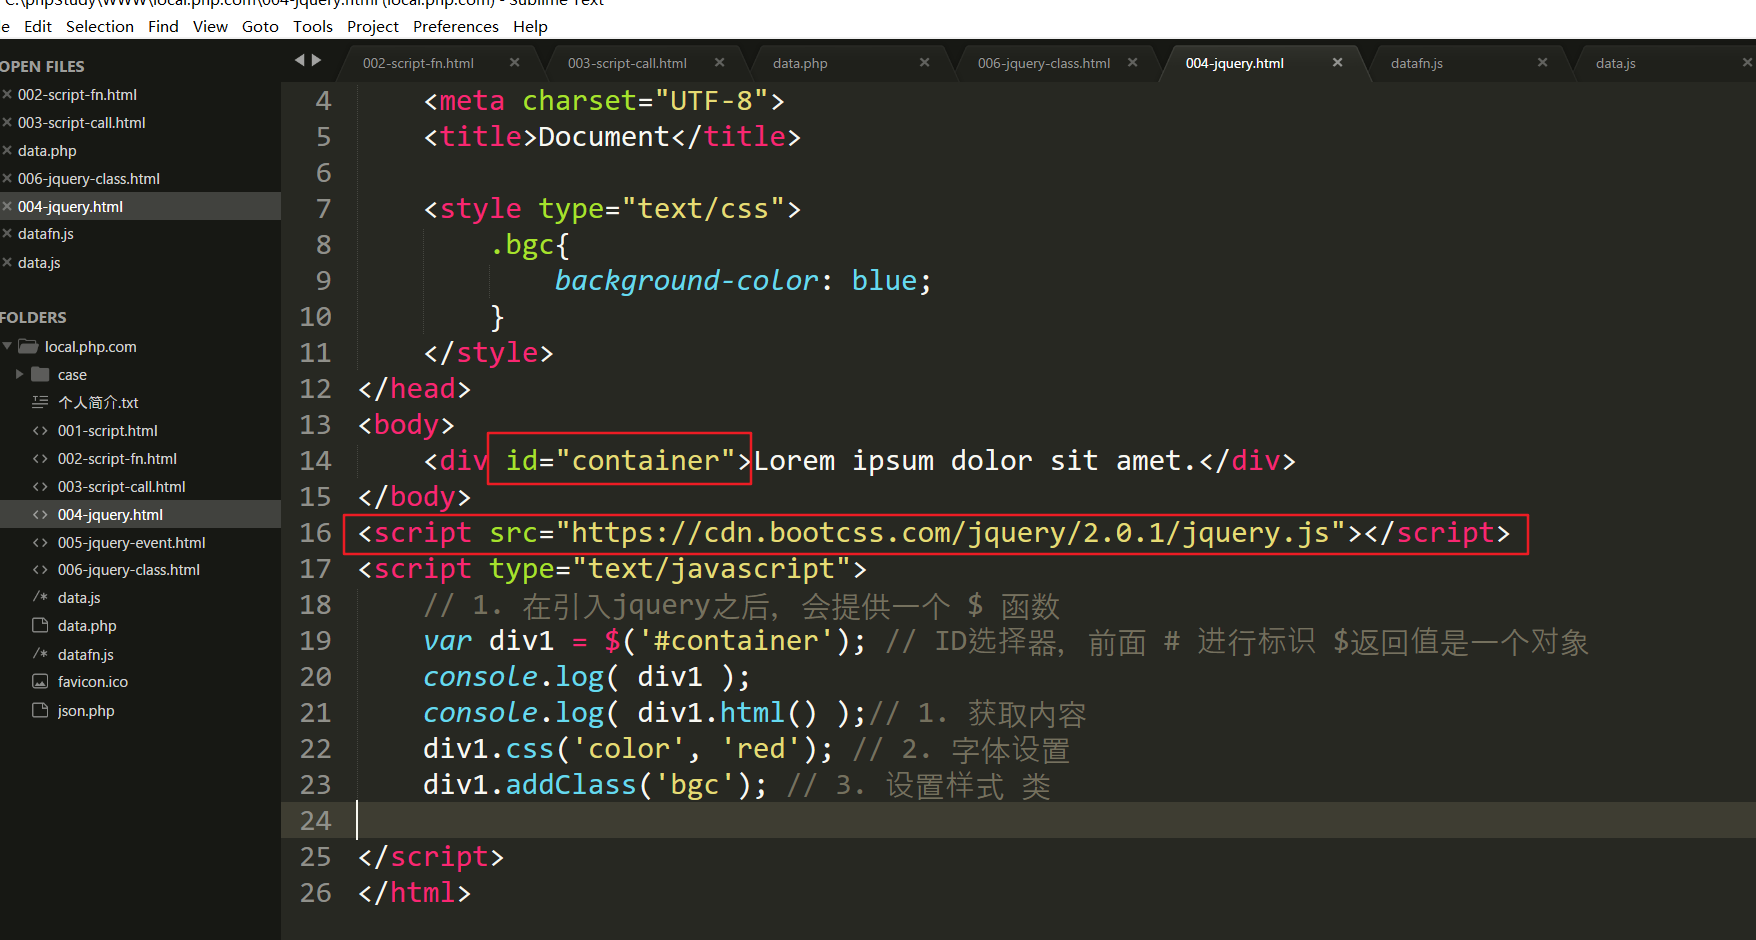 C:\phpStudy\WWW\local.php.com\004-jquery.html (local.php.com) - Sublime Text
e Edit Selection Find View Goto Tools Project Preferences Help
OPEN FILES
002-script-fn.html
003-script-call.html
data.php
006-jquery-class.html
004-jquery.html
datafn.js
data.js
FOLDERS
local.php.com
case
个人简介.txt
001-script.html
002-script-fn.html
003-script-call.html
004-jquery.html
005-jquery-event.html
006-jquery-class.html
data.js
data.php
datafn.js
favicon.ico
json.php
002-script-fn.html 003-script-call.html data.php 006-jquery-class.html 004-jquery.html datafn.js data.js
4 <meta charset="UTF-8">
5 <title>Document</title>
6
7 <style type="text/css">
8 .bgc{
9 background-color: blue;
10 }
11 </style>
12 </head>
13 <body>
14 <div id="container">Lorem ipsum dolor sit amet.</div>
15 </body>
16 <script src="https://cdn.bootcss.com/jquery/2.0.1/jquery.js"></script>
17 <script type="text/javascript">
18 // 1. 在引入jquery之后，会提供一个 $ 函数
19 var div1 = $('#container'); // ID选择器，前面 # 进行标识 $返回值是一个对象
20 console.log( div1 );
21 console.log( div1.html() );// 1. 获取内容
22 div1.css('color', 'red'); // 2. 字体设置
23 div1.addClass('bgc'); // 3. 设置样式 类
24
25 </script>
26 </html>